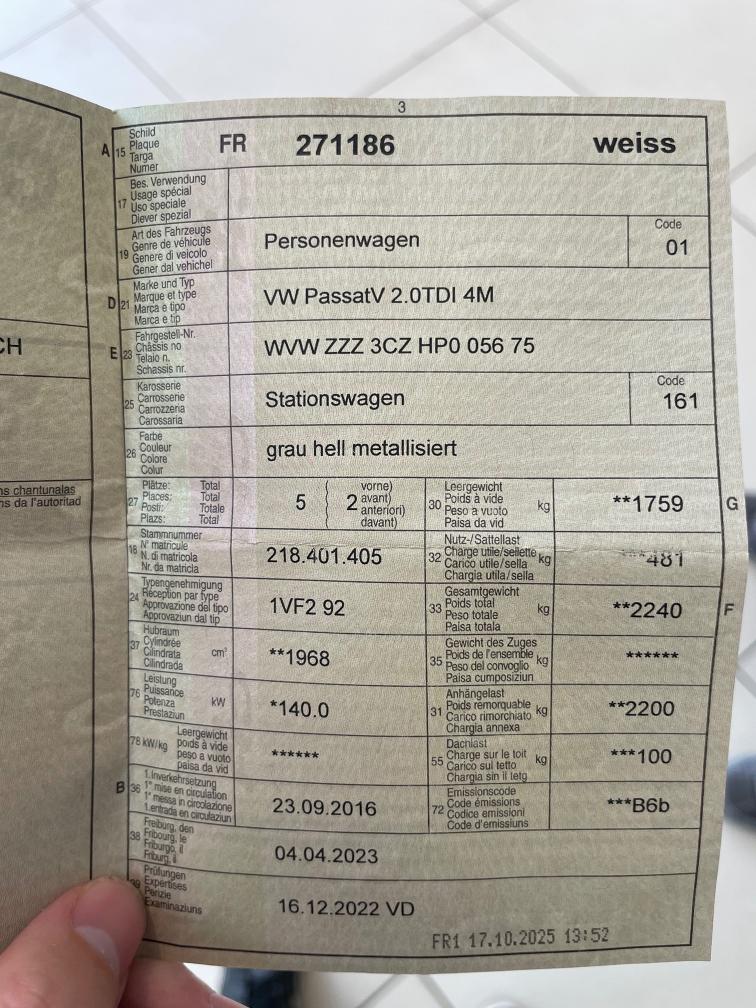 3
A 15 Schild
Plaque
Targa
Numer
FR 271186 weiss
17 Bes. Verwendung
Usage spécial
Uso speciale
Diever spezial
19 Art des Fahrzeugs
Genre de véhicule
Genere di veicolo
Gener dal vehichel
Personenwagen
Code
01
D 21 Marke und Typ
Marque et type
Marca e tipo
Marca e tip
VW PassatV 2.0TDI 4M
E 23 Fahrgestell-Nr.
Châssis no
Telaio n.
Schassis nr.
WVW ZZZ 3CZ HP0 056 75
CH
25 Karosserie
Carrosserie
Carrozzeria
Carossaria
Stationswagen
Code
161
26 Farbe
Couleur
Colore
Colur
grau hell metallisiert
ns chantunalas
ns da l'autoritad
27 Plätze: Total
Places: Total
Posti: Totale
Plazs: Total
5 ( 2 vorne)
avant)
anteriori)
davant)
30 Leergewicht
Poids à vide
Peso a vuoto
Paisa da vid
kg
**1759
G
18 Stammnummer
N° matricule
N. di matricola
Nr. da matricla
218.401.405
32 Nutz-/Sattellast
Charge utile/sellette
Carico utile/sella
Chargia utila/sella
kg
***481
24 Typengenehmigung
Réception par type
Approvazione del tipo
Approvaziun dal tip
1VF2 92
33 Gesamtgewicht
Poids total
Peso totale
Paisa totala
kg
**2240
F
37 Hubraum
Cylindrée
Cilindrata
Cilindrada
cm³
**1968
35 Gewicht des Zuges
Poids de l'ensemble
Peso del convoglio
Paisa cumposiziun
kg
******
76 Leistung
Puissance
Potenza
Prestaziun
kW
*140.0
31 Anhängelast
Poids remorquable
Carico rimorchiato
Chargia annexa
kg
**2200
78 kW/kg Leergewicht
poids à vide
peso a vuoto
paisa da vid
******
55 Dachlast
Charge sur le toit
Carico sul tetto
Chargia sin il tetg
kg
***100
B 36 1.Inverkehrsetzung
1re mise en circulation
1a messa in circolazione
1.entrada en circulaziun
23.09.2016
72 Emissionscode
Code émissions
Codice emissioni
Code d'emissiuns
***B6b
38 Freiburg, den
Fribourg, le
Friburgo, il
Friburg, il
04.04.2023
39 Prüfungen
Expertises
Perizie
Examinaziuns
16.12.2022 VD
FR1 17.10.2025 13:52